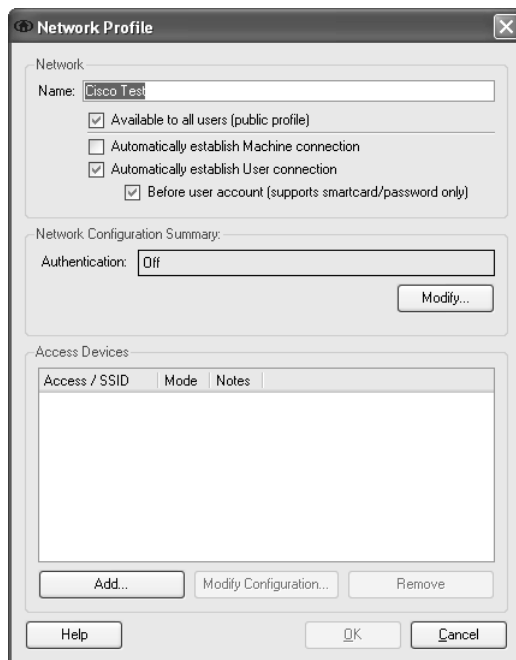 Network Profile
Network
Name: Cisco Test
Available to all users (public profile)
Automatically establish Machine connection
Automatically establish User connection
Before user account (supports smartcard/password only)
Network Configuration Summary:
Authentication: Off
Modify...
Access Devices
Access / SSID Mode Notes
Add... Modify Configuration... Remove
Help OK Cancel